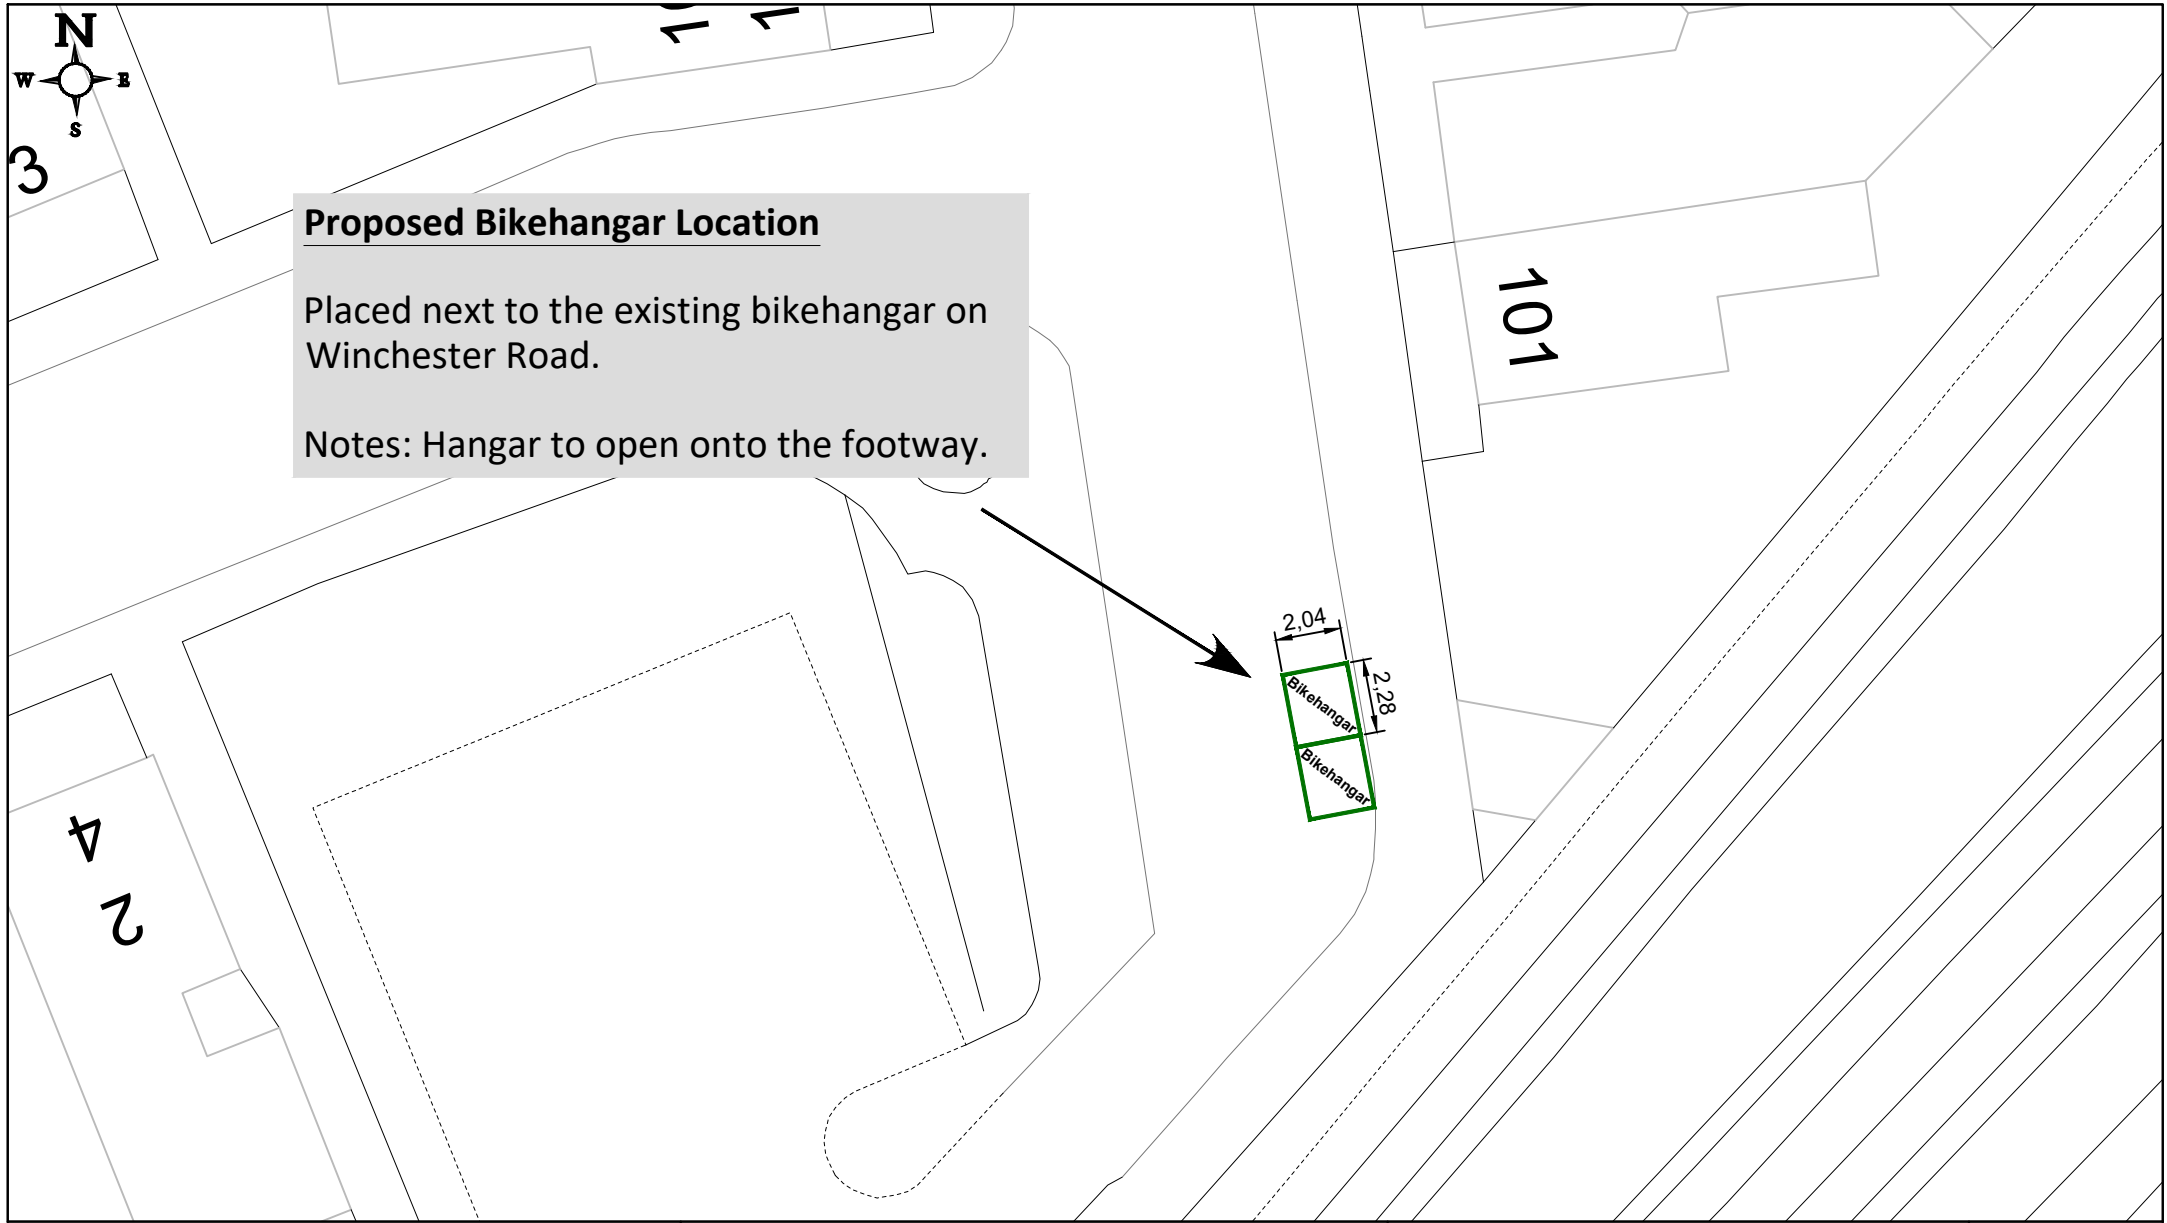 N
W E
S
3
Proposed Bikehangar Location
Placed next to the existing bikehangar on
Winchester Road.
Notes: Hangar to open onto the footway.
101
2,04
2,28
Bikehangar
Bikehangar
4
2